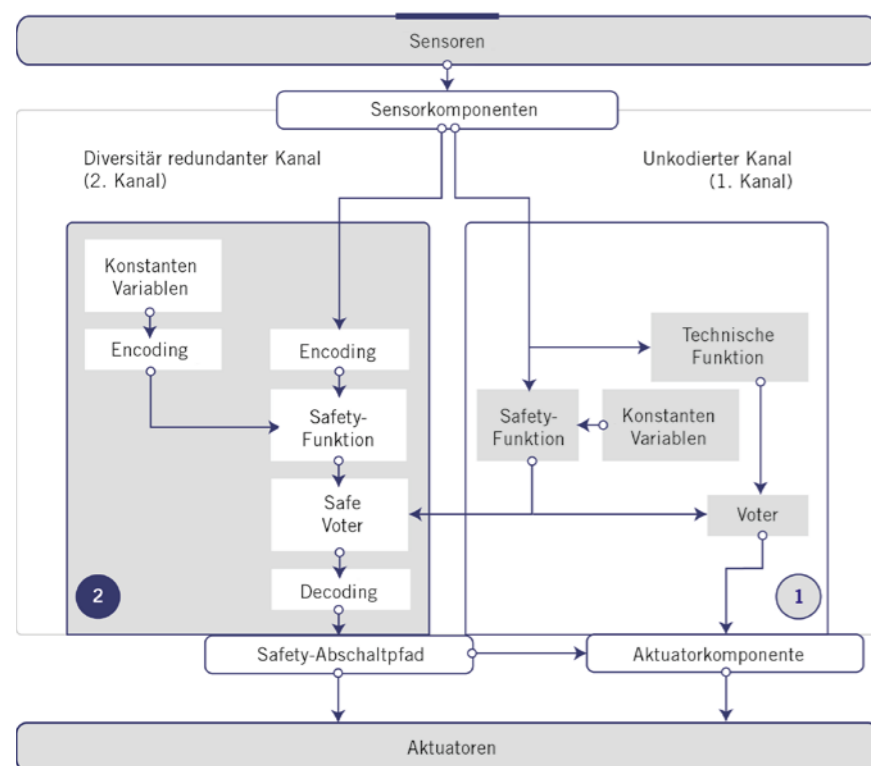 Sensoren
Sensorkomponenten
Diversitär redundanter Kanal
(2. Kanal)
Unkodierter Kanal
(1. Kanal)
Konstanten
Variablen
Encoding
Encoding
Safety-
Funktion
Safe
Voter
Decoding
2
Technische
Funktion
Safety-
Funktion
Konstanten
Variablen
Voter
1
Safety-Abschaltpfad
Aktuatorkomponente
Aktuatoren